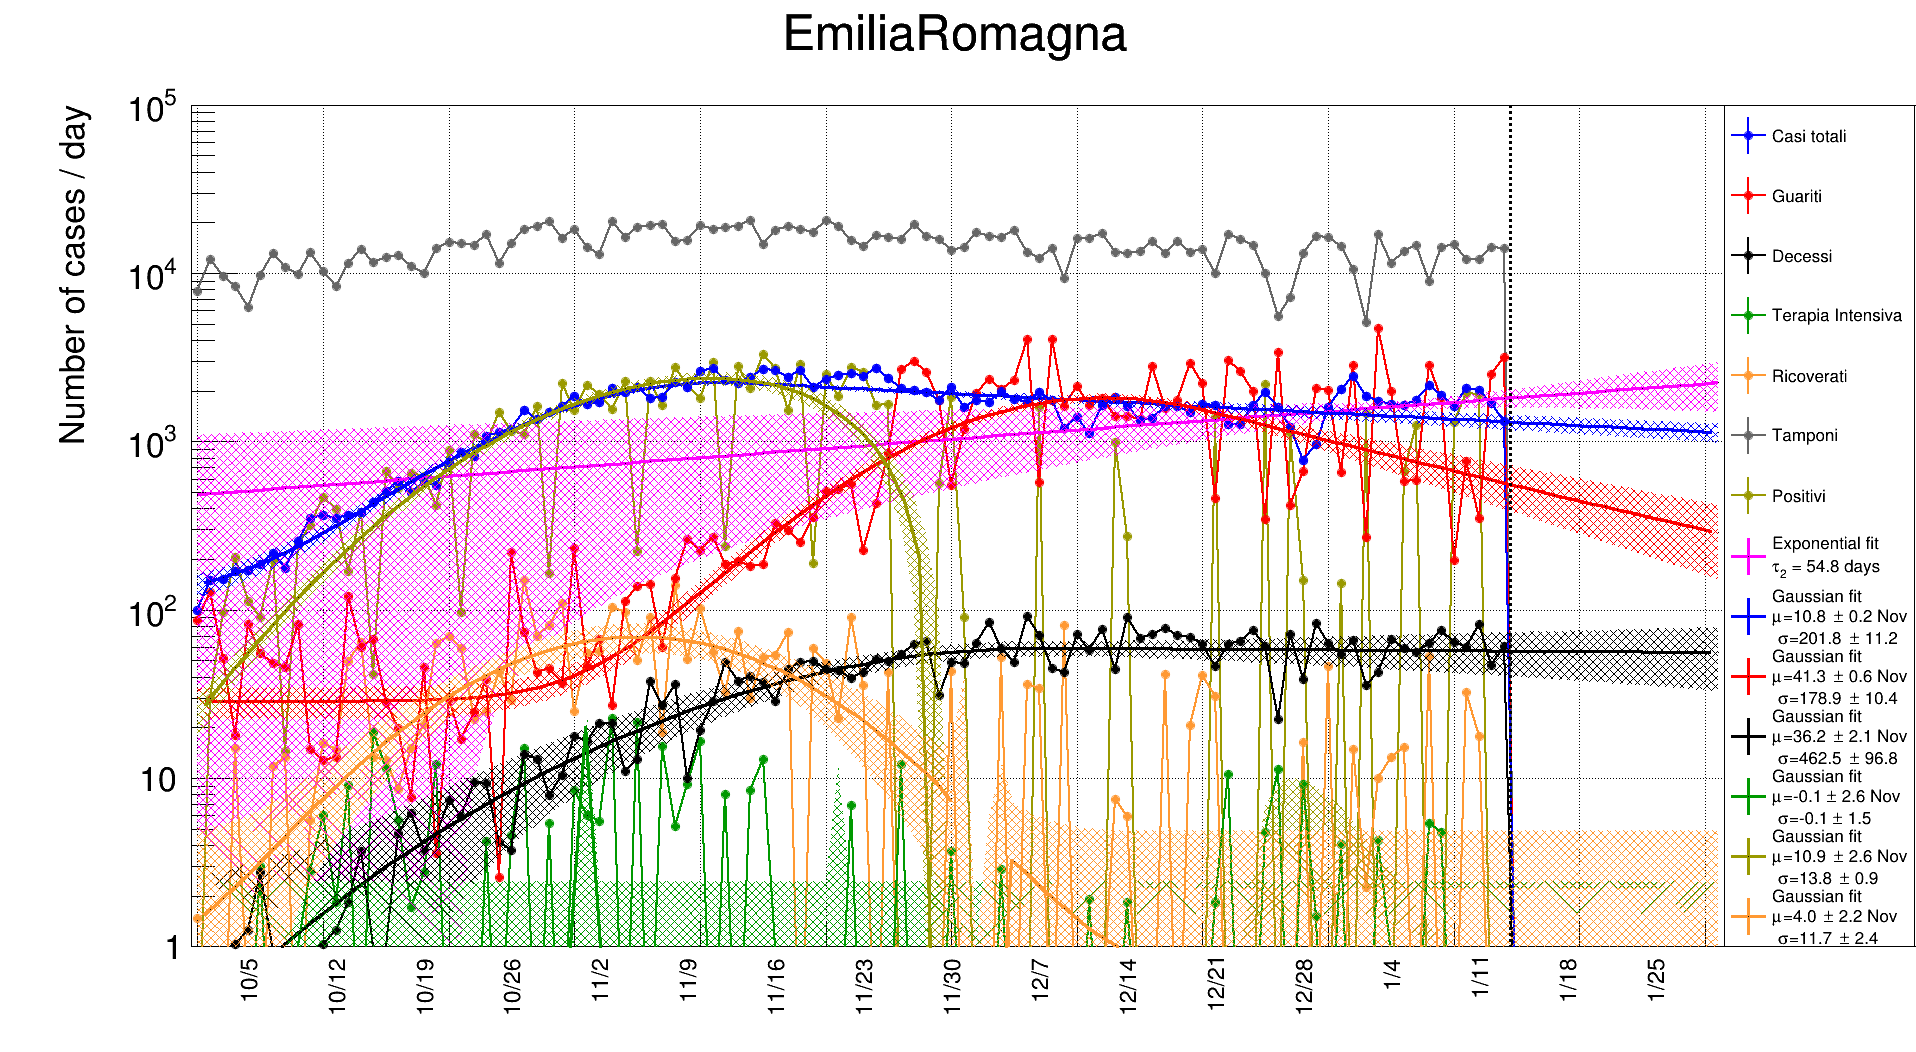 EmiliaRomagna
Number of cases / day
10^5
10^4
10^3
10^2
10
1
10/5
10/12
10/19
10/26
11/2
11/9
11/16
11/23
11/30
12/7
12/14
12/21
12/28
1/4
1/11
1/18
1/25
Casi totali
Guariti
Decessi
Terapia Intensiva
Ricoverati
Tamponi
Positivi
Exponential fit
τ₂ = 54.8 days
Gaussian fit
μ=10.8 ± 0.2 Nov
σ=201.8 ± 11.2
Gaussian fit
μ=41.3 ± 0.6 Nov
σ=178.9 ± 10.4
Gaussian fit
μ=36.2 ± 2.1 Nov
σ=462.5 ± 96.8
Gaussian fit
μ=-0.1 ± 2.6 Nov
σ=-0.1 ± 1.5
Gaussian fit
μ=10.9 ± 2.6 Nov
σ=13.8 ± 0.9
Gaussian fit
μ=4.0 ± 2.2 Nov
σ=11.7 ± 2.4